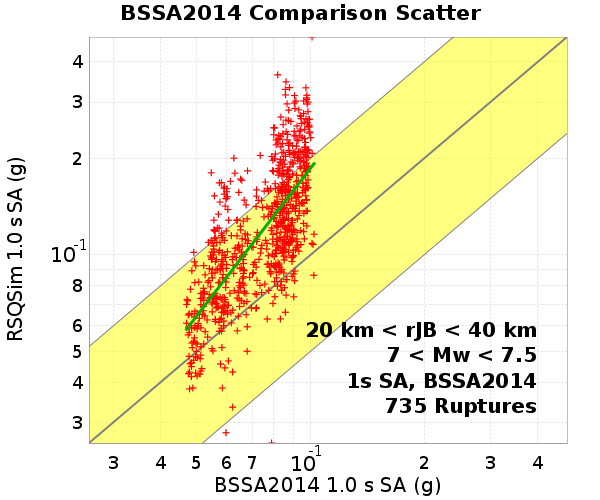 BSSA2014 Comparison Scatter
RSQSim 1.0 s SA (g)
4
3
2
10⁻¹
8
7
6
5
4
3
20 km < rJB < 40 km
7 < Mw < 7.5
1s SA, BSSA2014
735 Ruptures
3 4 5 6 7 10⁻¹ 2 3 4
BSSA2014 1.0 s SA (g)